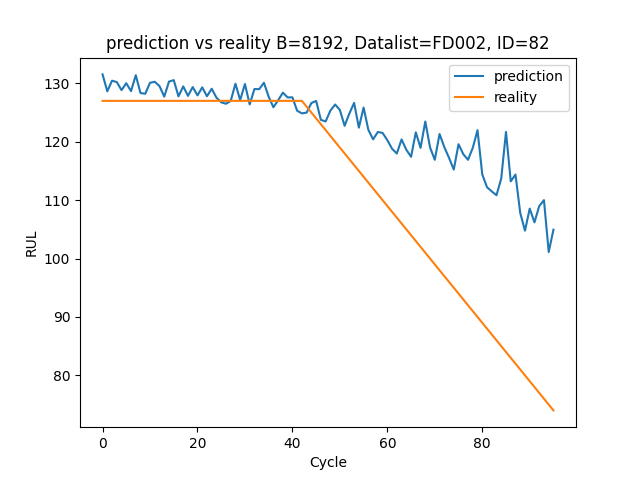 prediction vs reality B=8192, Datalist=FD002, ID=82
prediction
reality
130
120
110
100
90
80
RUL
0 20 40 60 80
Cycle